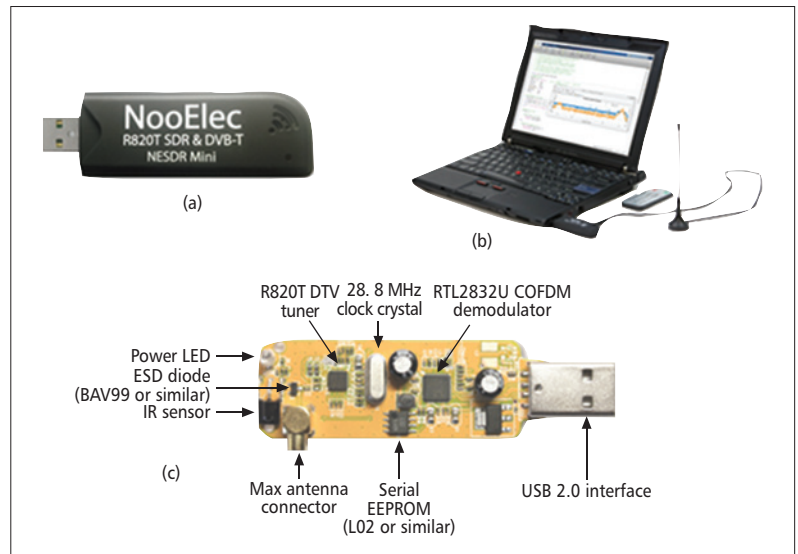 NooElec
R820T SDR & DVB-T
NESDR Mini
(a)
(b)
R820T DTV
tuner
28. 8 MHz
clock crystal
RTL2832U COFDM
demodulator
Power LED
ESD diode
(BAV99 or similar)
IR sensor
(c)
Max antenna
connector
Serial
EEPROM
(L02 or similar)
USB 2.0 interface